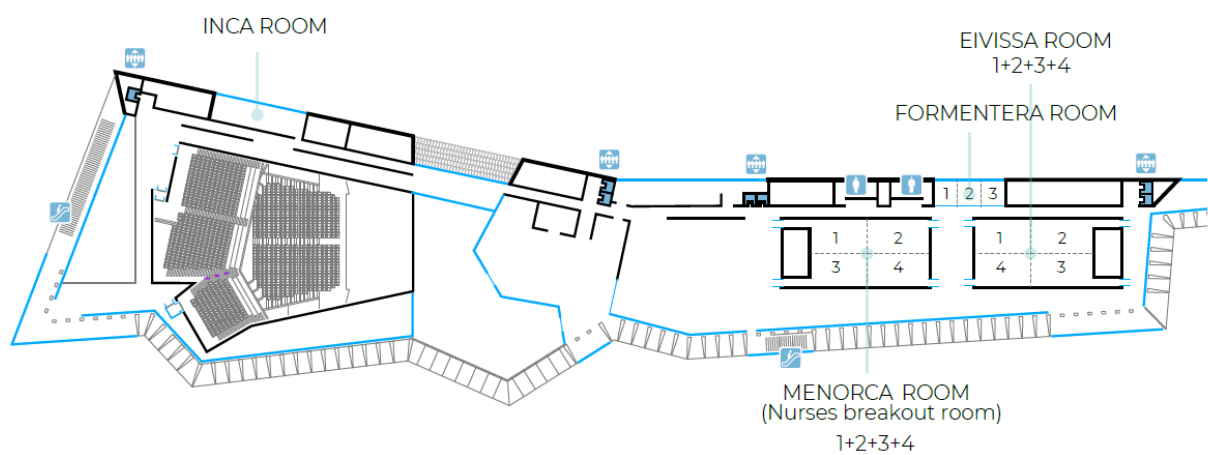 INCA ROOM
EIVISSA ROOM
1+2+3+4
FORMENTERA ROOM
1 2 3
1 2
3 4
1 2
4 3
MENORCA ROOM
(Nurses breakout room)
1+2+3+4